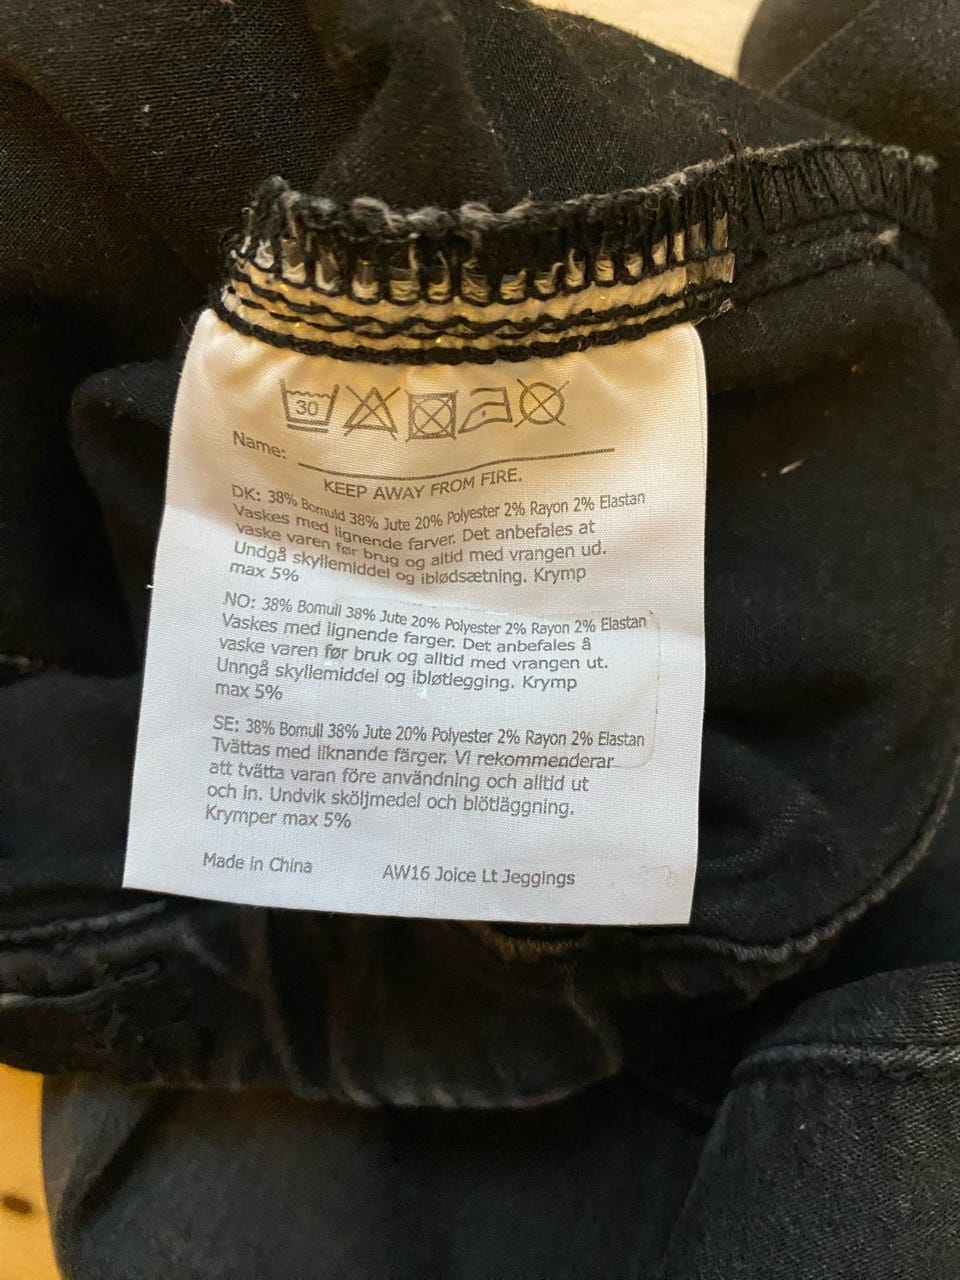 30
Name:
KEEP AWAY FROM FIRE.
DK: 38% Bomuld 38% Jute 20% Polyester 2% Rayon 2% Elastan
Vaskes med lignende farver. Det anbefales at
vaske varen før brug og altid med vrangen ud.
Undgå skyllemiddel og iblødsætning. Krymp
max 5%
NO: 38% Bomull 38% Jute 20% Polyester 2% Rayon 2% Elastan
Vaskes med lignende farger. Det anbefales å
vaske varen før bruk og alltid med vrangen ut.
Unngå skyllemiddel og ibløtlegging. Krymp
max 5%
SE: 38% Bomull 38% Jute 20% Polyester 2% Rayon 2% Elastan
Tvättas med liknande färger. Vi rekommenderar
att tvätta varan före användning och alltid ut
och in. Undvik sköljmedel och blötläggning.
Krymper max 5%
Made in China AW16 Joice Lt Jeggings